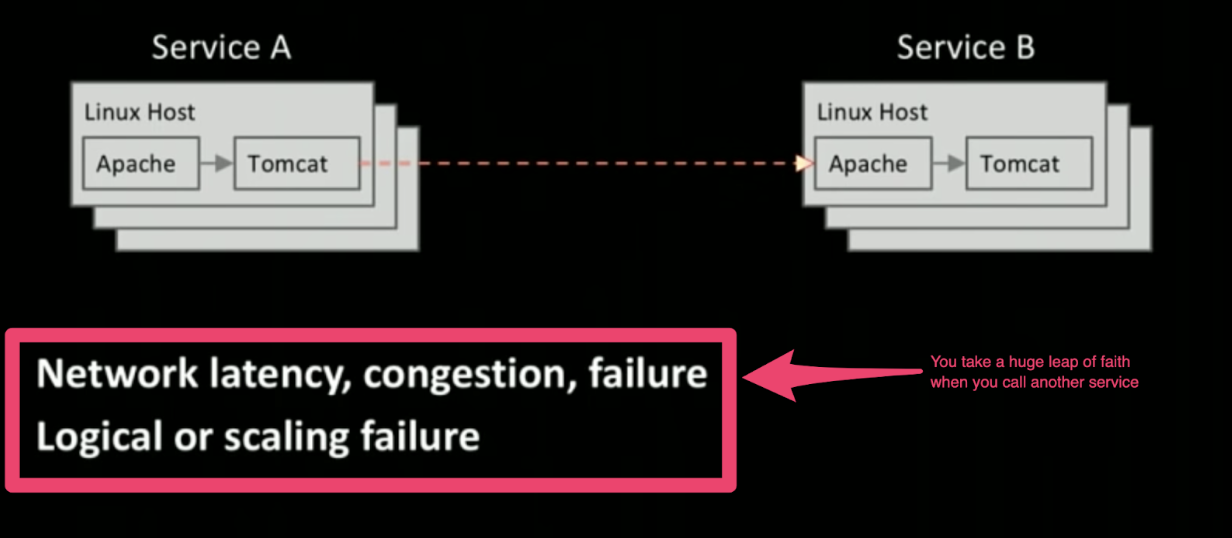 Service A
Service B
Linux Host
Apache
Tomcat
Linux Host
Apache
Tomcat
Network latency, congestion, failure
Logical or scaling failure
You take a huge leap of faith
when you call another service